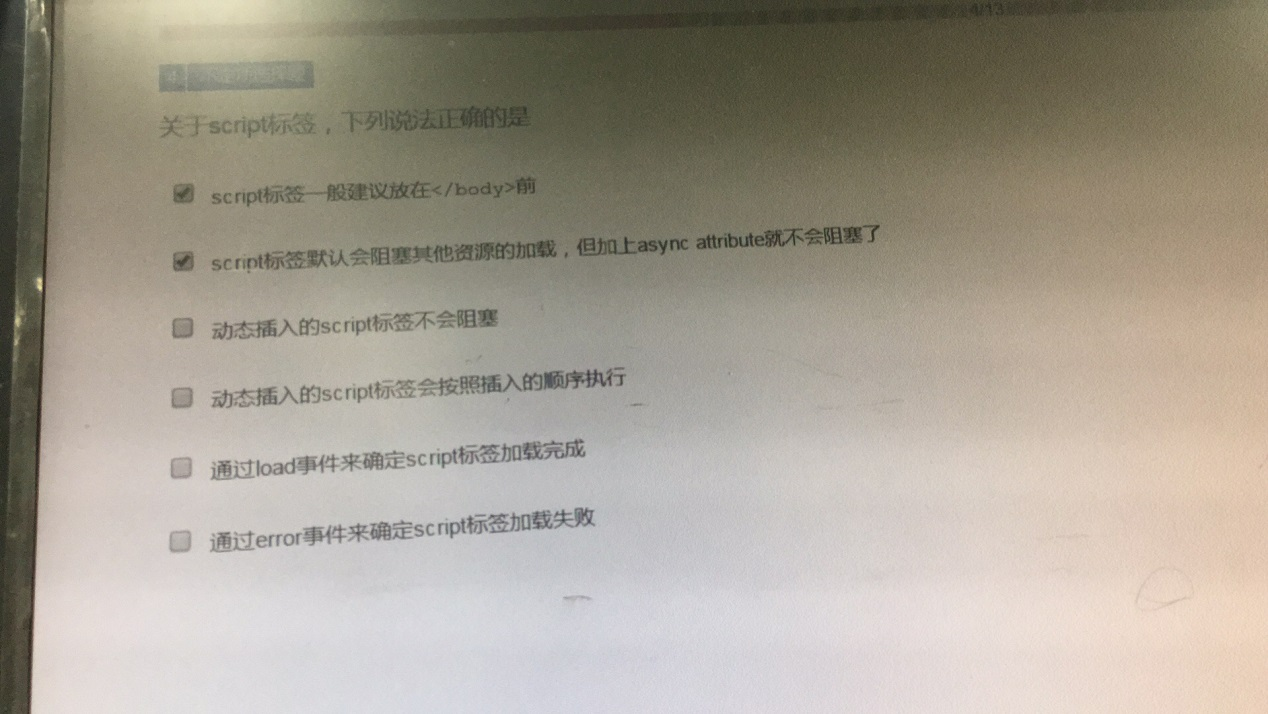 4/13
关于script标签，下列说法正确的是
script标签一般建议放在</body>前
script标签默认会阻塞其他资源的加载，但加上async attribute就不会阻塞了
动态插入的script标签不会阻塞
动态插入的script标签会按照插入的顺序执行
通过load事件来确定script标签加载完成
通过error事件来确定script标签加载失败